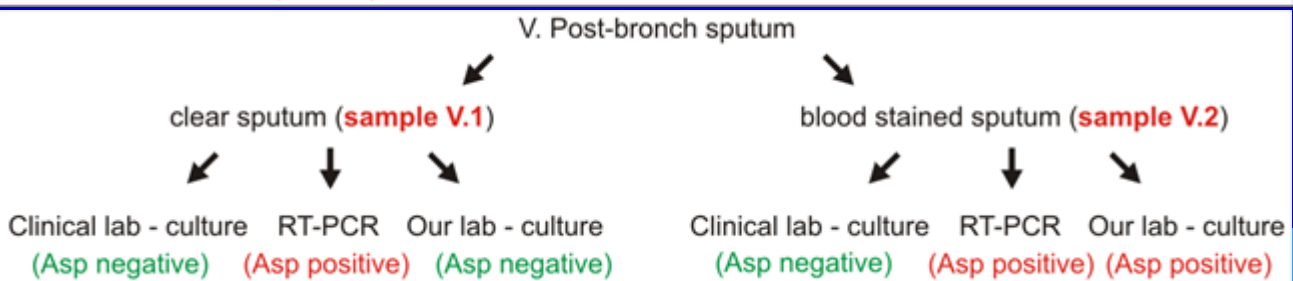 V. Post-bronch sputum
clear sputum (sample V.1)
blood stained sputum (sample V.2)
Clinical lab - culture
RT-PCR
Our lab - culture
(Asp negative)
(Asp positive)
(Asp negative)
Clinical lab - culture
RT-PCR
Our lab - culture
(Asp negative)
(Asp positive)
(Asp positive)